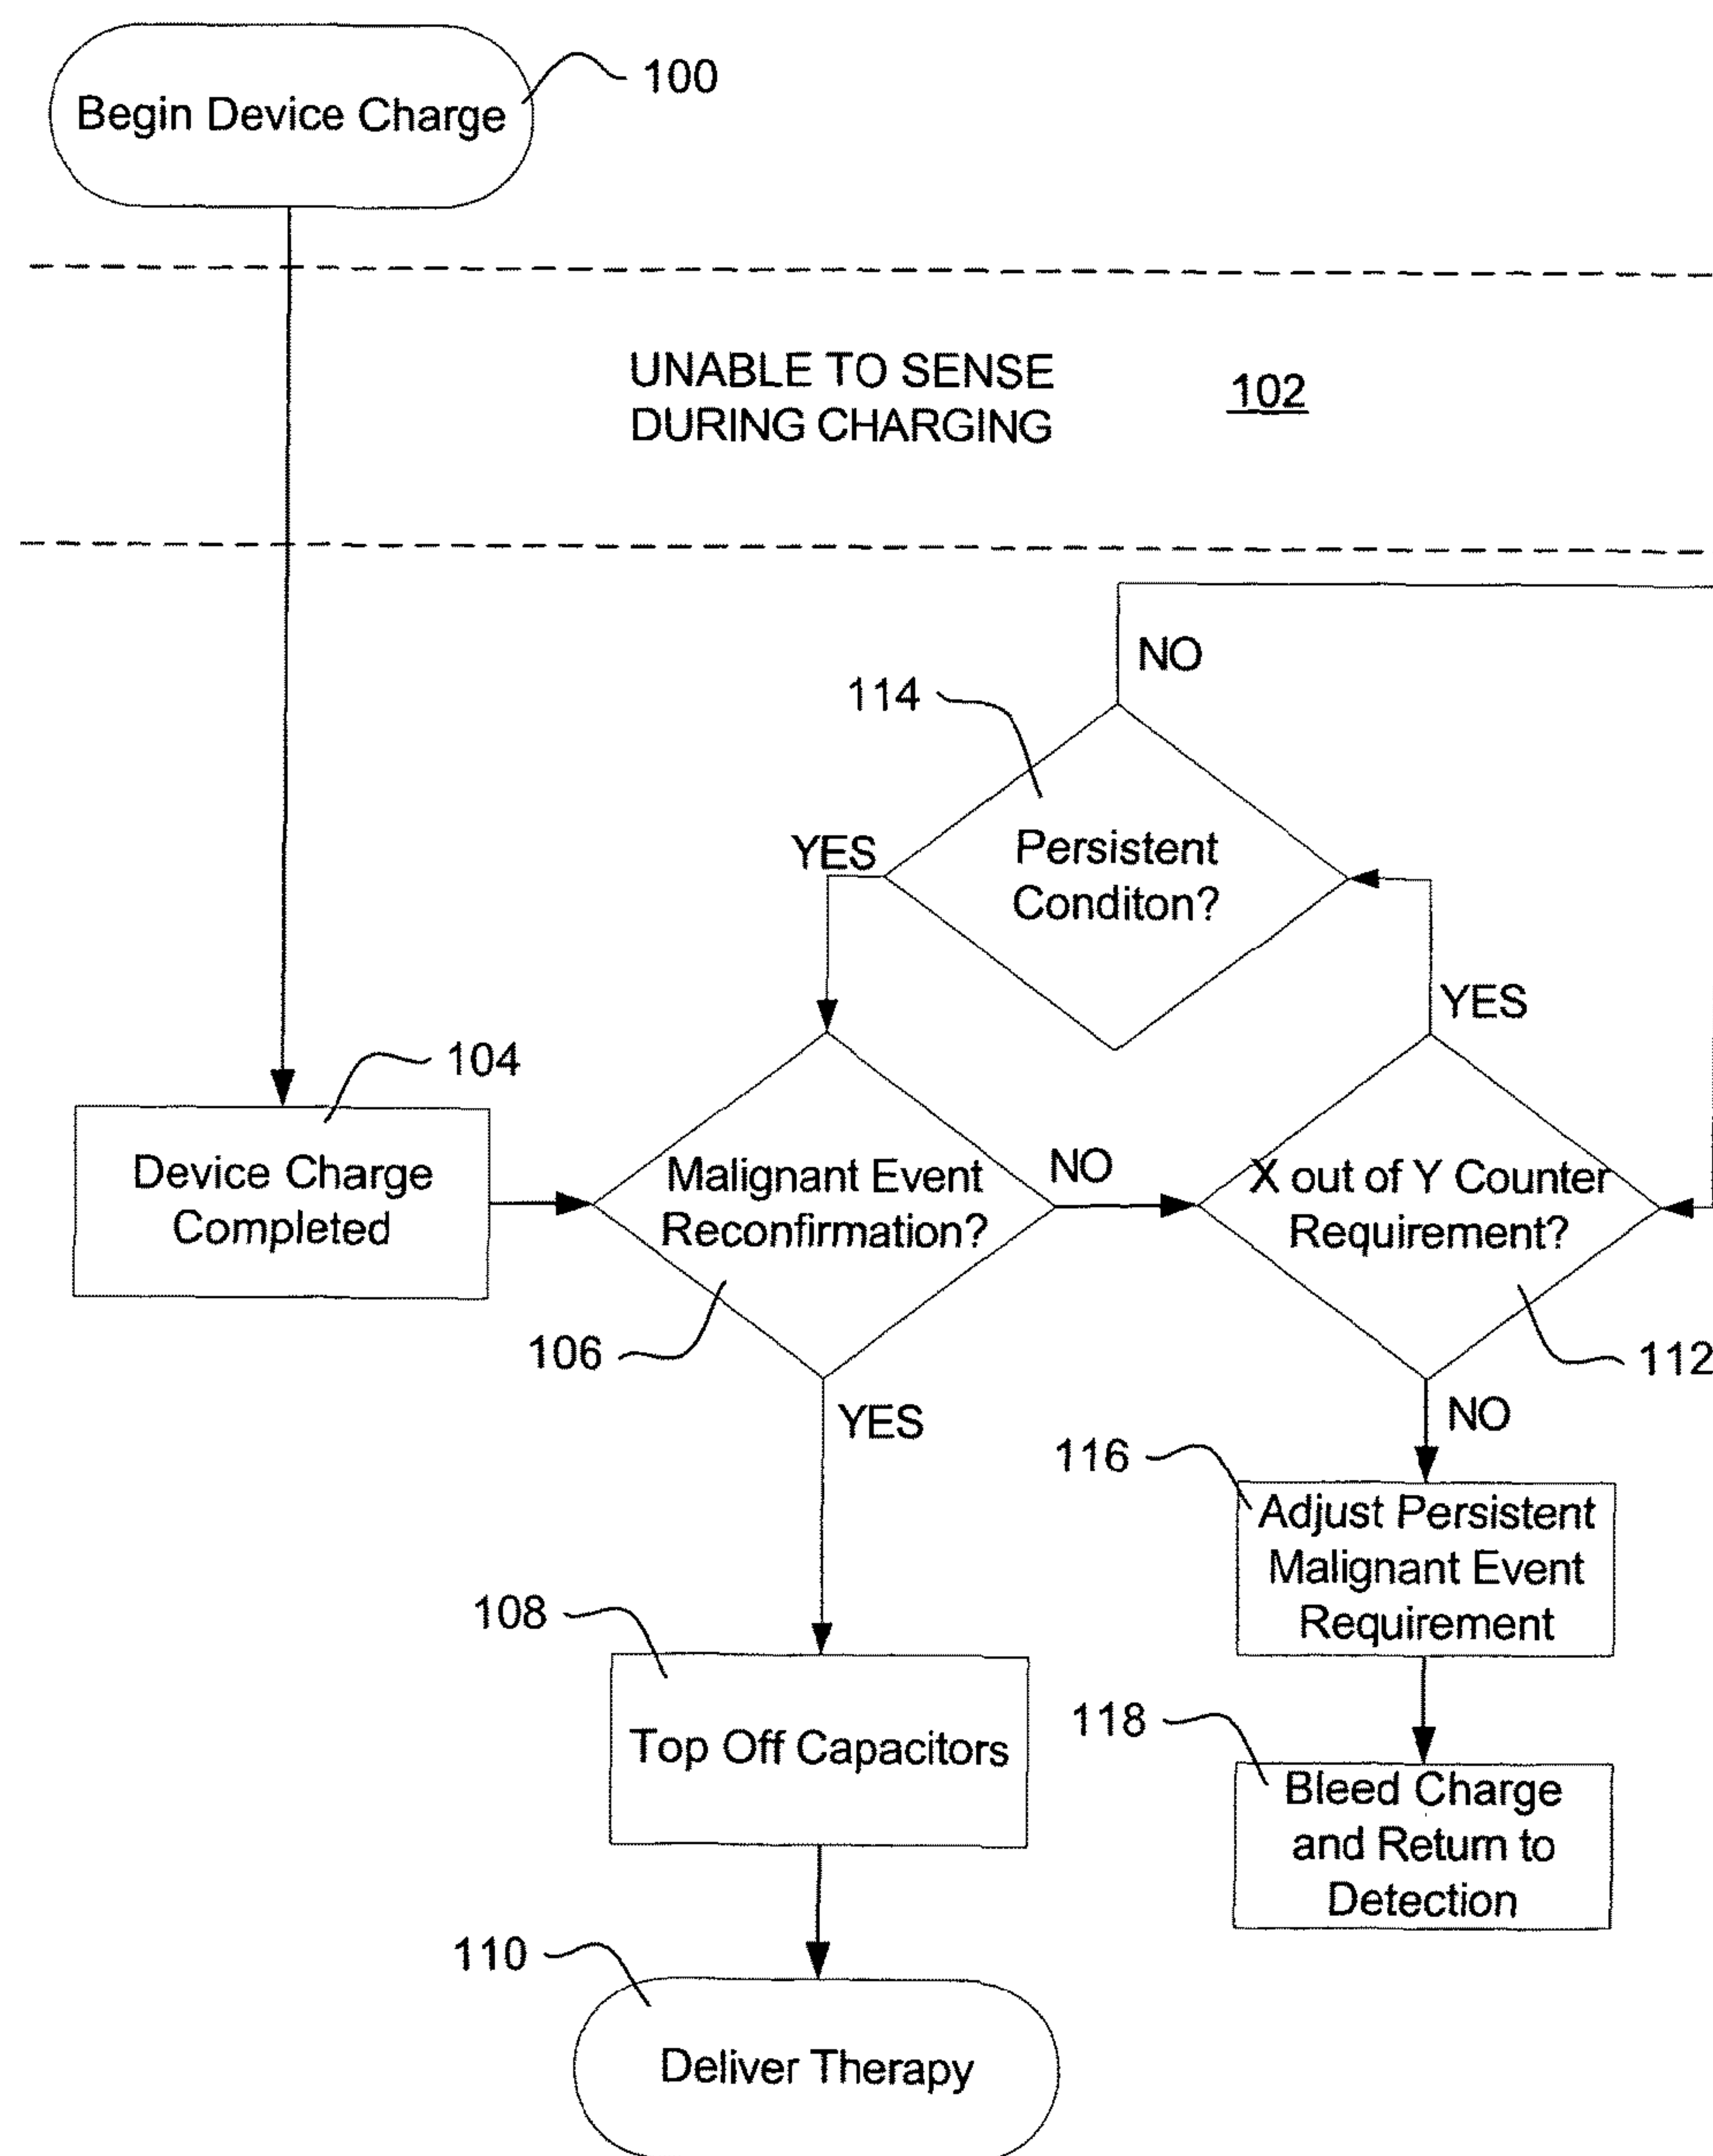 Begin Device Charge
100
UNABLE TO SENSE
DURING CHARGING
102
NO
114
YES
Persistent
Conditon?
YES
104
Device Charge
Completed
Malignant Event
Reconfirmation?
NO
X out of Y Counter
Requirement?
106
112
YES
NO
116
Adjust Persistent
Malignant Event
Requirement
108
Top Off Capacitors
118
Bleed Charge
and Return to
Detection
110
Deliver Therapy